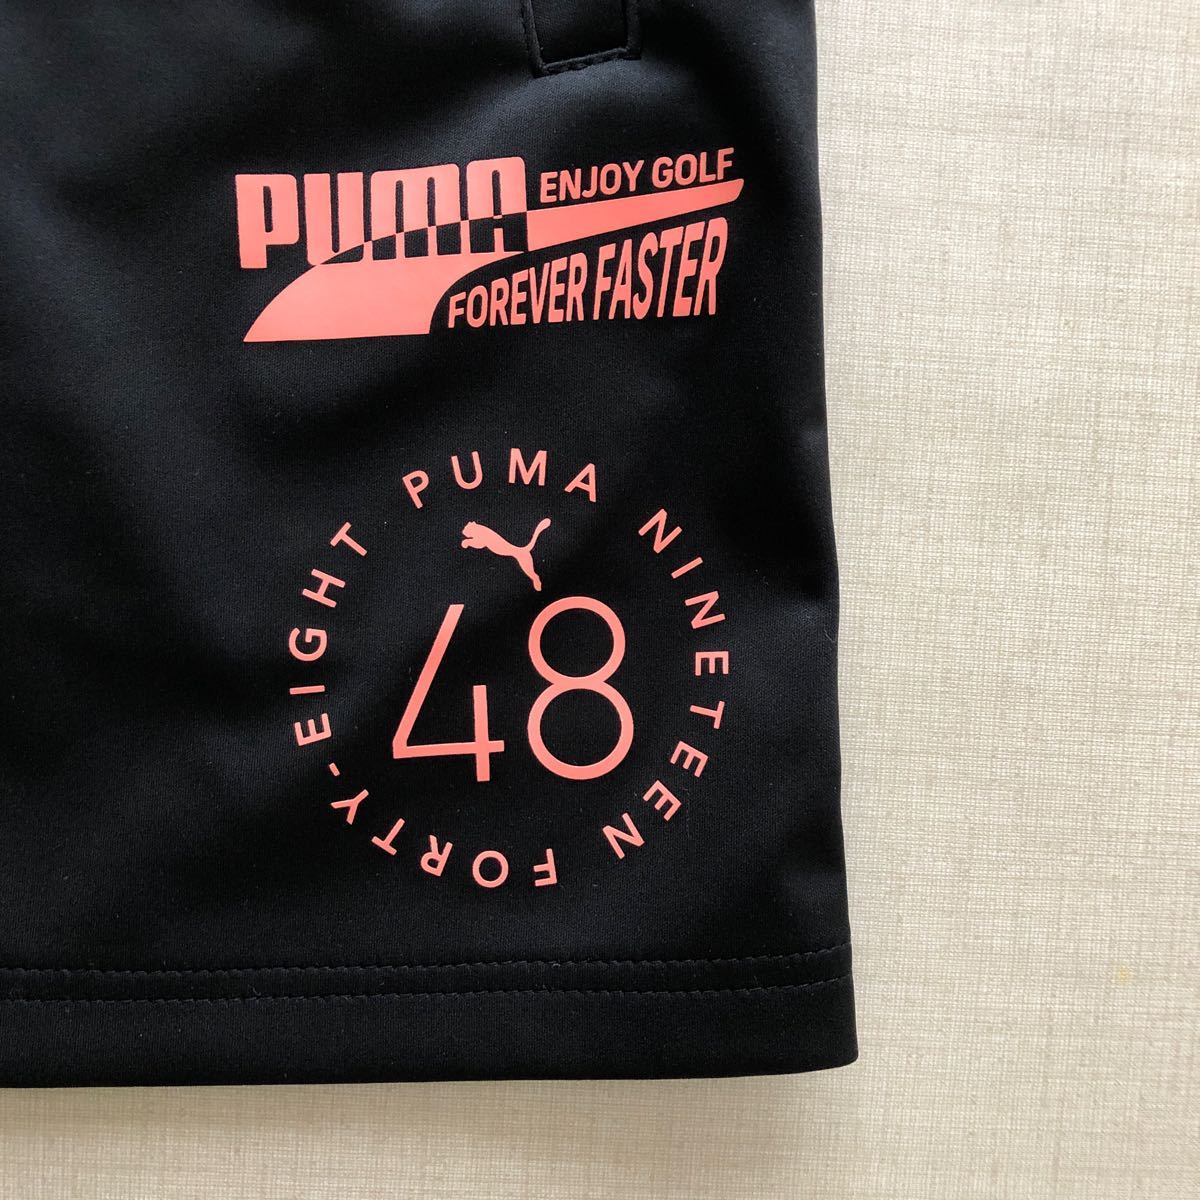 PUMA ENJOY GOLF
FOREVER FASTER
PUMA NINETEEN FORTY-EIGHT
48